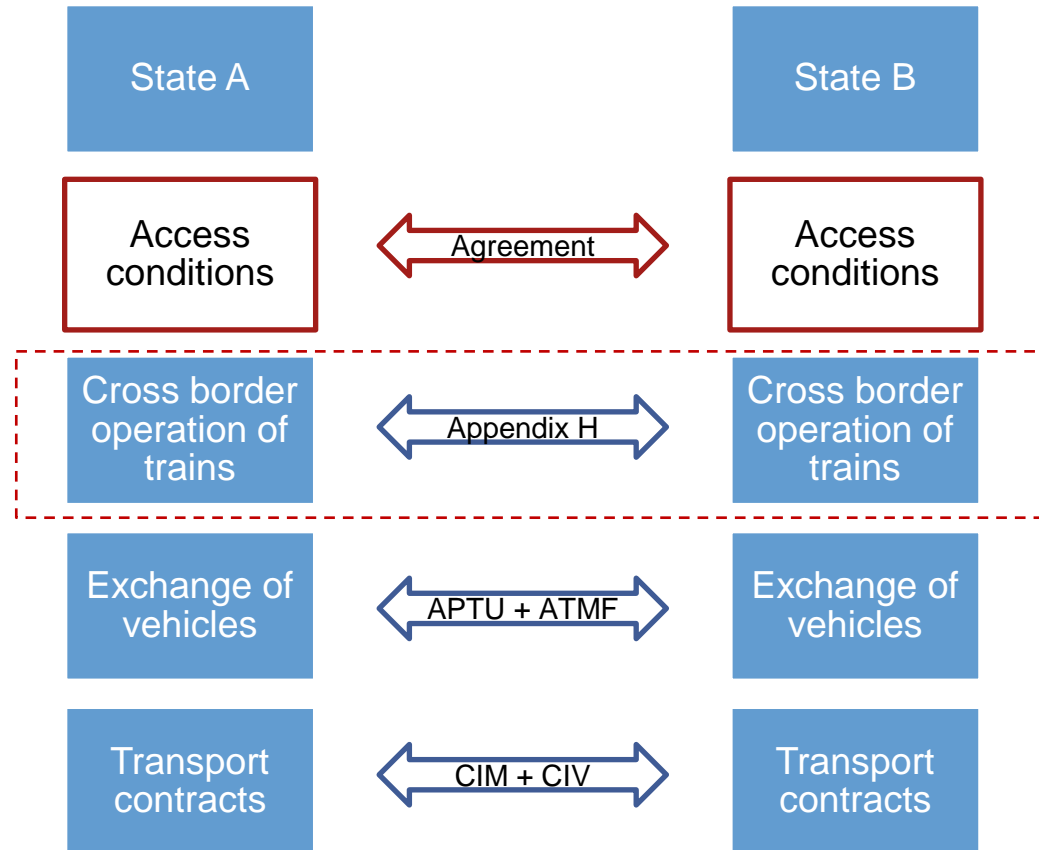 State A
State B
Access
conditions
Agreement
Access
conditions
Cross border
operation of
trains
Appendix H
Cross border
operation of
trains
Exchange of
vehicles
APTU + ATMF
Exchange of
vehicles
Transport
contracts
CIM + CIV
Transport
contracts